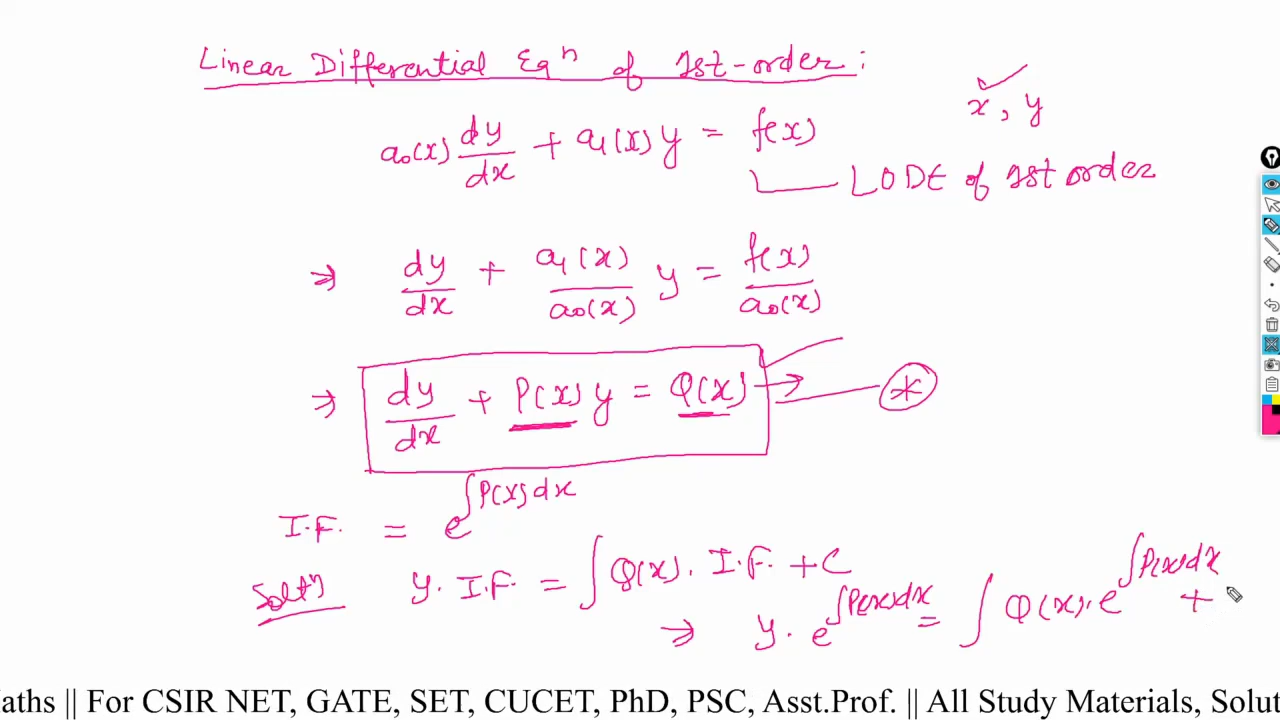 Linear Differential Eqⁿ of 1st-order :
x, y
a₀(x) dy/dx + a₁(x) y = f(x)
LODE of 1st order
⇒ dy/dx + a₁(x)/a₀(x) y = f(x)/a₀(x)
⇒ dy/dx + P(x) y = Q(x) → *
I.F. = e^∫P(x)dx
Soltⁿ y. I.F. = ∫Q(x). I.F. + C
⇒ y. e^∫P(x)dx = ∫Q(x). e^∫P(x)dx +
Maths || For CSIR NET, GATE, SET, CUCET, PhD, PSC, Asst.Prof. || All Study Materials, Solut